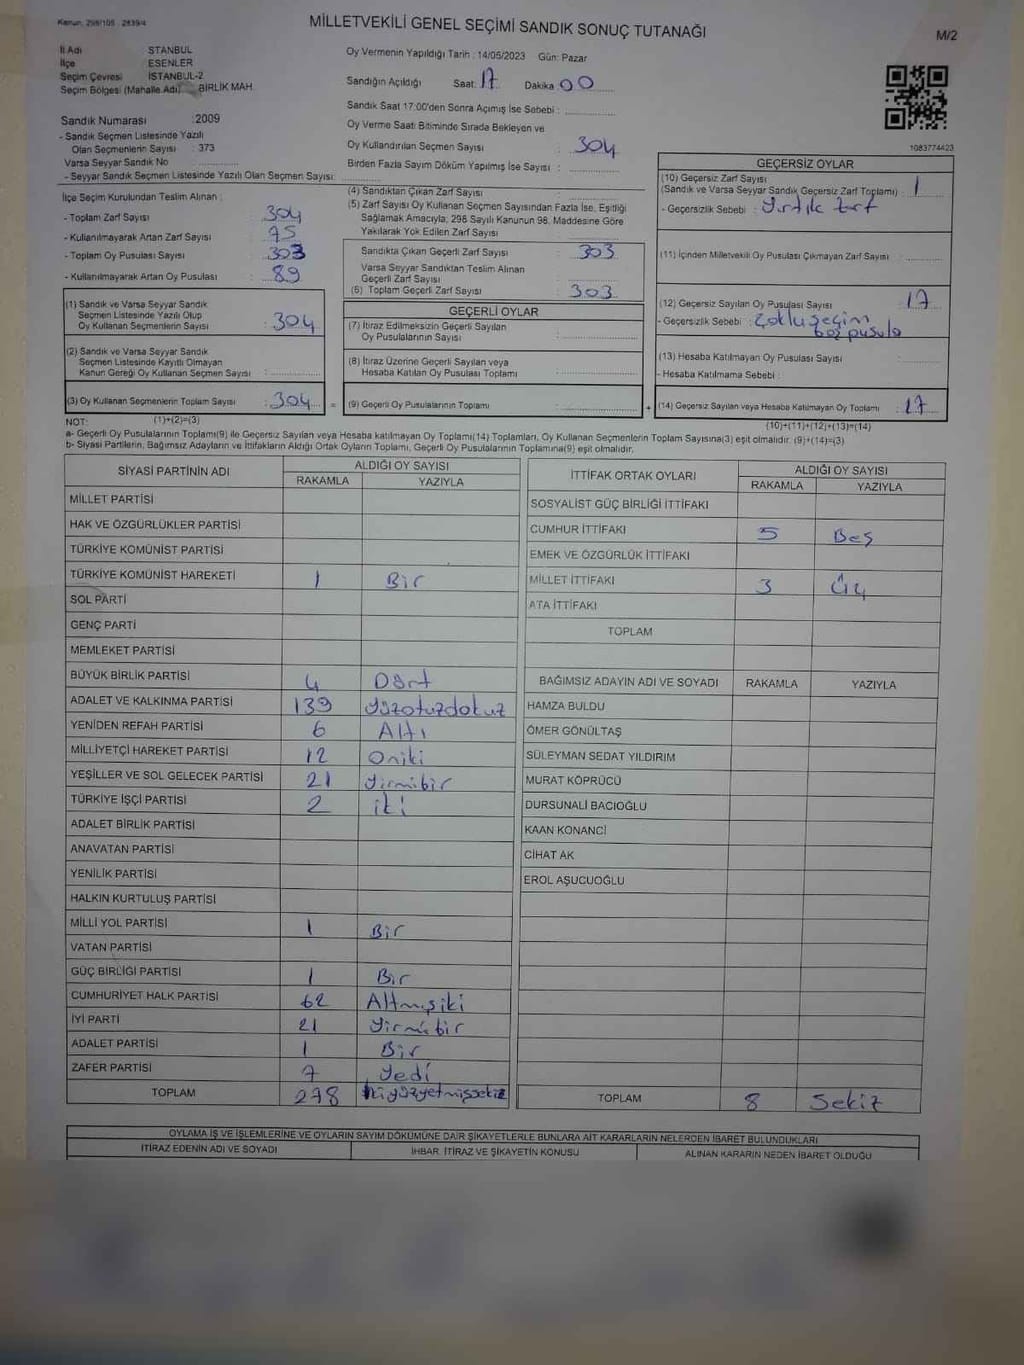 Kanun: 298/105 2839/4
MİLLETVEKİLİ GENEL SEÇİMİ SANDIK SONUÇ TUTANAĞI
M/2
İl Adı STANBUL
İlçe ESENLER
Seçim Çevresi İSTANBUL-2
Seçim Bölgesi (Mahalle Adı) BİRLİK MAH.
Oy Vermenin Yapıldığı Tarih : 14/05/2023 Gün: Pazar
Sandığın Açıldığı Saat: 17 Dakika 00
Sandık Saat 17:00'den Sonra Açımış İse Sebebi :
Oy Verme Saati Bitiminde Sırada Bekleyen ve
Oy Kullandırılan Seçmen Sayısı : 304
Birden Fazla Sayım Döküm Yapılmış İse Sayısı :
Sandık Numarası : 2009
- Sandık Seçmen Listesinde Yazılı
Olan Seçmenlerin Sayısı : 373
Varsa Seyyar Sandık No
- Seyyar Sandık Seçmen Listesinde Yazılı Olan Seçmen Sayısı:
1083774423
İlçe Seçim Kurulundan Teslim Alınan :
- Toplam Zarf Sayısı : 304
- Kullanılmayarak Artan Zarf Sayısı : 95
- Toplam Oy Pusulası Sayısı : 303
- Kullanılmayarak Artan Oy Pusulası : 89
(1) Sandık ve Varsa Seyyar Sandık
Seçmen Listesinde Yazılı Olup
Oy Kullanan Seçmenlerin Sayısı : 304
(2) Sandık ve Varsa Seyyar Sandık
Seçmen Listesinde Kayıtlı Olmayan
Kanun Gereği Oy Kullanan Seçmen Sayısı :
(3) Oy Kullanan Seçmenlerin Toplam Sayısı : 304 =
(1)+(2)=(3)
(4) Sandıktan Çıkan Zarf Sayısı :
(5) Zarf Sayısı Oy Kullanan Seçmen Sayısından Fazla İse, Eşitliği
Sağlamak Amacıyla, 298 Sayılı Kanunun 98. Maddesine Göre
Yakılarak Yok Edilen Zarf Sayısı :
Sandıkta Çıkan Geçerli Zarf Sayısı : 303
Varsa Seyyar Sandıktan Teslim Alınan
Geçerli Zarf Sayısı :
(6) Toplam Geçerli Zarf Sayısı : 303
GEÇERLİ OYLAR
(7) İtiraz Edilmeksizin Geçerli Sayılan
Oy Pusulalarının Sayısı :
(8) İtiraz Üzerine Geçerli Sayılan veya
Hesaba Katılan Oy Pusulası Toplamı :
(9) Geçerli Oy Pusulalarının Toplamı : +
GEÇERSİZ OYLAR
(10) Geçersiz Zarf Sayısı
(Sandık ve Varsa Seyyar Sandık Geçersiz Zarf Toplamı) : 1
- Geçersizlik Sebebi : Yırtık zarf
(11) İçinden Milletvekili Oy Pusulası Çıkmayan Zarf Sayısı :
(12) Geçersiz Sayılan Oy Pusulası Sayısı : 17
- Geçersizlik Sebebi : Çoklu seçim
boş pusula
(13) Hesaba Katılmayan Oy Pusulası Sayısı :
- Hesaba Katılmama Sebebi :
(14) Geçersiz Sayılan veya Hesaba Katılmayan Oy Toplamı : 17
(10)+(11)+(12)+(13)=(14)
NOT:
a- Geçerli Oy Pusulalarının Toplamı(9) ile Geçersiz Sayılan veya Hesaba katılmayan Oy Toplamı(14) Toplamları, Oy Kullanan Seçmenlerin Toplam Sayısına(3) eşit olmalıdır. (9)+(14)=(3)
b- Siyasi Partilerin, Bağımsız Adayların ve İttifakların Aldığı Ortak Oyların Toplamı, Geçerli Oy Pusulalarının Toplamına(9) eşit olmalıdır.
SİYASİ PARTİNİN ADI ALDIĞI OY SAYISI
RAKAMLA YAZIYLA
MİLLET PARTİSİ
HAK VE ÖZGÜRLÜKLER PARTİSİ
TÜRKİYE KOMÜNİST PARTİSİ
TÜRKİYE KOMÜNİST HAREKETİ 1 Bir
SOL PARTİ
GENÇ PARTİ
MEMLEKET PARTİSİ
BÜYÜK BİRLİK PARTİSİ 4 Dört
ADALET VE KALKINMA PARTİSİ 139 Yüzotuzdokuz
YENİDEN REFAH PARTİSİ 6 Altı
MİLLİYETÇİ HAREKET PARTİSİ 12 Oniki
YEŞİLLER VE SOL GELECEK PARTİSİ 21 Yirmibir
TÜRKİYE İŞÇİ PARTİSİ 2 iki
ADALET BİRLİK PARTİSİ
ANAVATAN PARTİSİ
YENİLİK PARTİSİ
HALKIN KURTULUŞ PARTİSİ
MİLLİ YOL PARTİSİ 1 Bir
VATAN PARTİSİ
GÜÇ BİRLİĞİ PARTİSİ 1 Bir
CUMHURİYET HALK PARTİSİ 62 Altmışiki
İYİ PARTİ 21 Yirmibir
ADALET PARTİSİ 1 Bir
ZAFER PARTİSİ 7 Yedi
TOPLAM 278 ikiyüzyetmişsekiz
İTTİFAK ORTAK OYLARI ALDIĞI OY SAYISI
RAKAMLA YAZIYLA
SOSYALİST GÜÇ BİRLİĞİ İTTİFAKI
CUMHUR İTTİFAKI 5 Beş
EMEK VE ÖZGÜRLÜK İTTİFAKI
MİLLET İTTİFAKI 3 Üç
ATA İTTİFAKI
TOPLAM
BAĞIMSIZ ADAYIN ADI VE SOYADI RAKAMLA YAZIYLA
HAMZA BULDU
ÖMER GÖNÜLTAŞ
SÜLEYMAN SEDAT YILDIRIM
MURAT KÖPRÜCÜ
DURSUNALİ BACIOĞLU
KAAN KONANCİ
CİHAT AK
EROL AŞUCUOĞLU
TOPLAM 8 Sekiz
OYLAMA İŞ VE İŞLEMLERİNE VE OYLARIN SAYIM DÖKÜMÜNE DAİR ŞİKAYETLERLE BUNLARA AİT KARARLARIN NELERDEN İBARET BULUNDUKLARI
İTİRAZ EDENİN ADI VE SOYADI İHBAR, İTİRAZ VE ŞİKAYETİN KONUSU ALINAN KARARIN NEDEN İBARET OLDUĞU